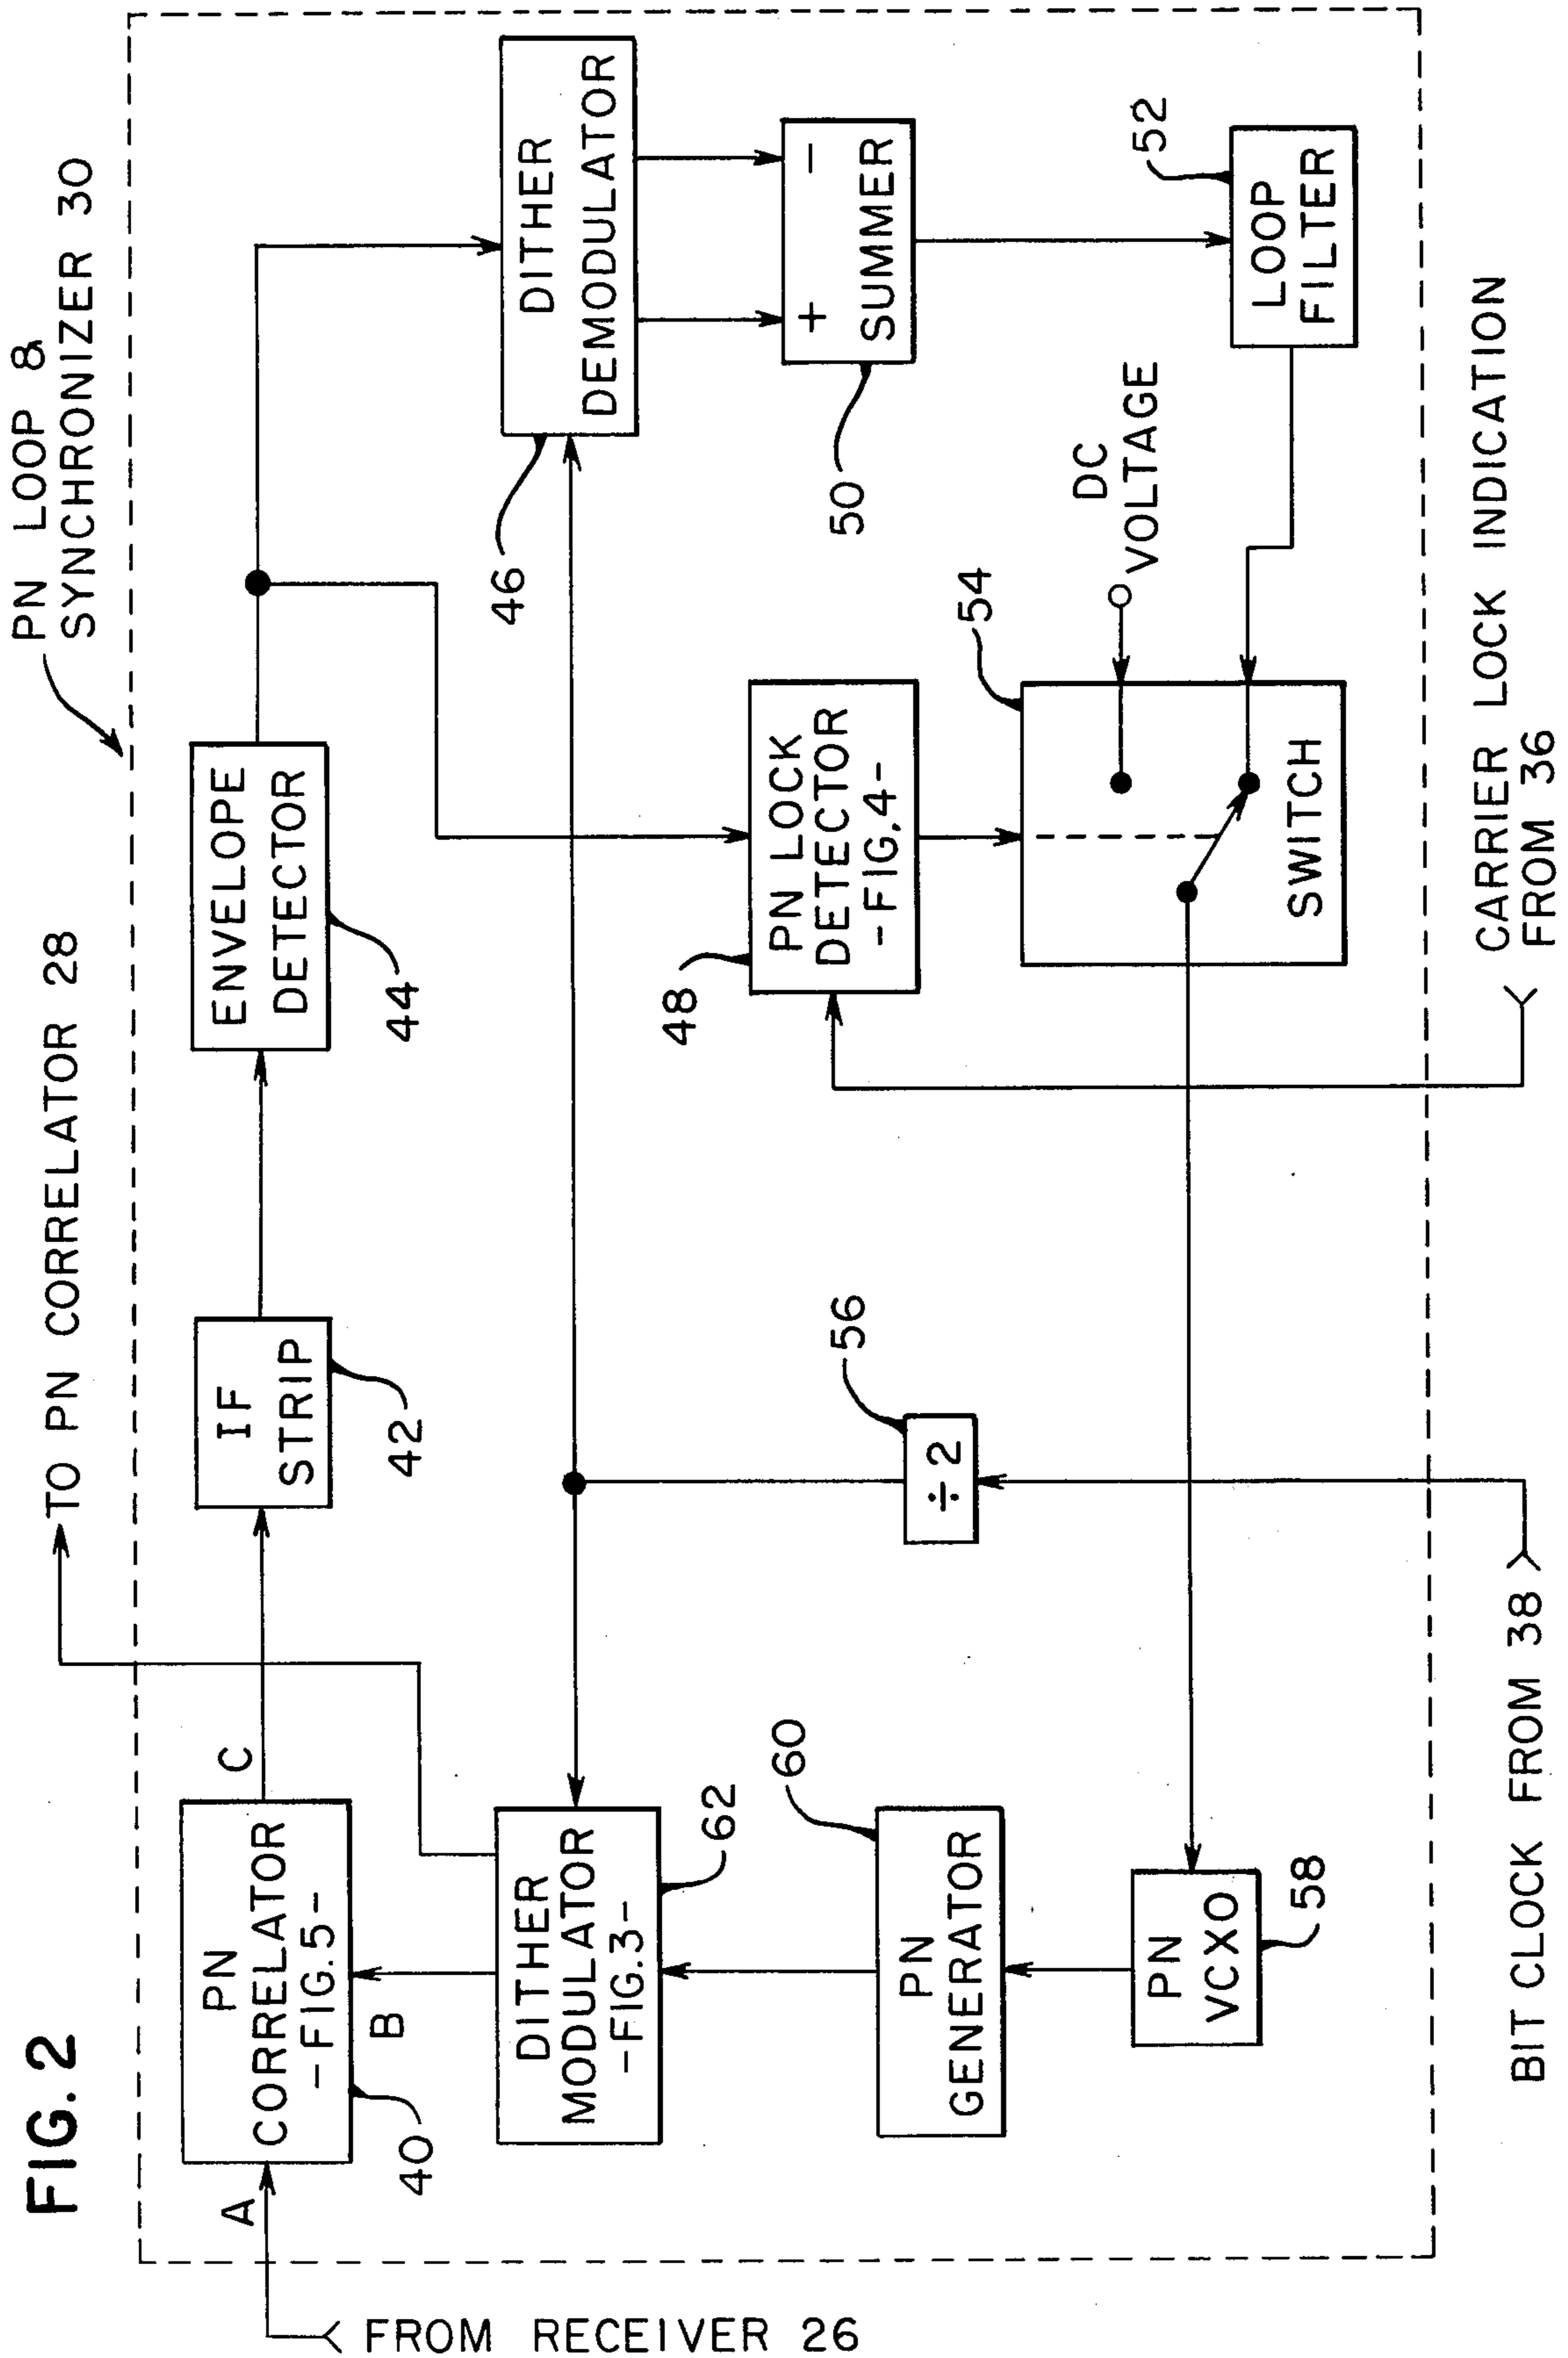 FIG. 2
PN LOOP &
SYNCHRONIZER 30
TO PN CORRELATOR 28
FROM RECEIVER 26
A
PN
CORRELATOR
-FIG.5-
40
B
C
IF
STRIP
42
ENVELOPE
DETECTOR
44
DITHER
DEMODULATOR
46
DITHER
MODULATOR
-FIG.3-
62
+
-
SUMMER
50
PN LOCK
DETECTOR
-FIG.4-
48
÷2
56
PN
GENERATOR
60
DC
VOLTAGE
LOOP
FILTER
52
SWITCH
54
PN
VCXO
58
BIT CLOCK FROM 38
CARRIER LOCK INDICATION
FROM 36